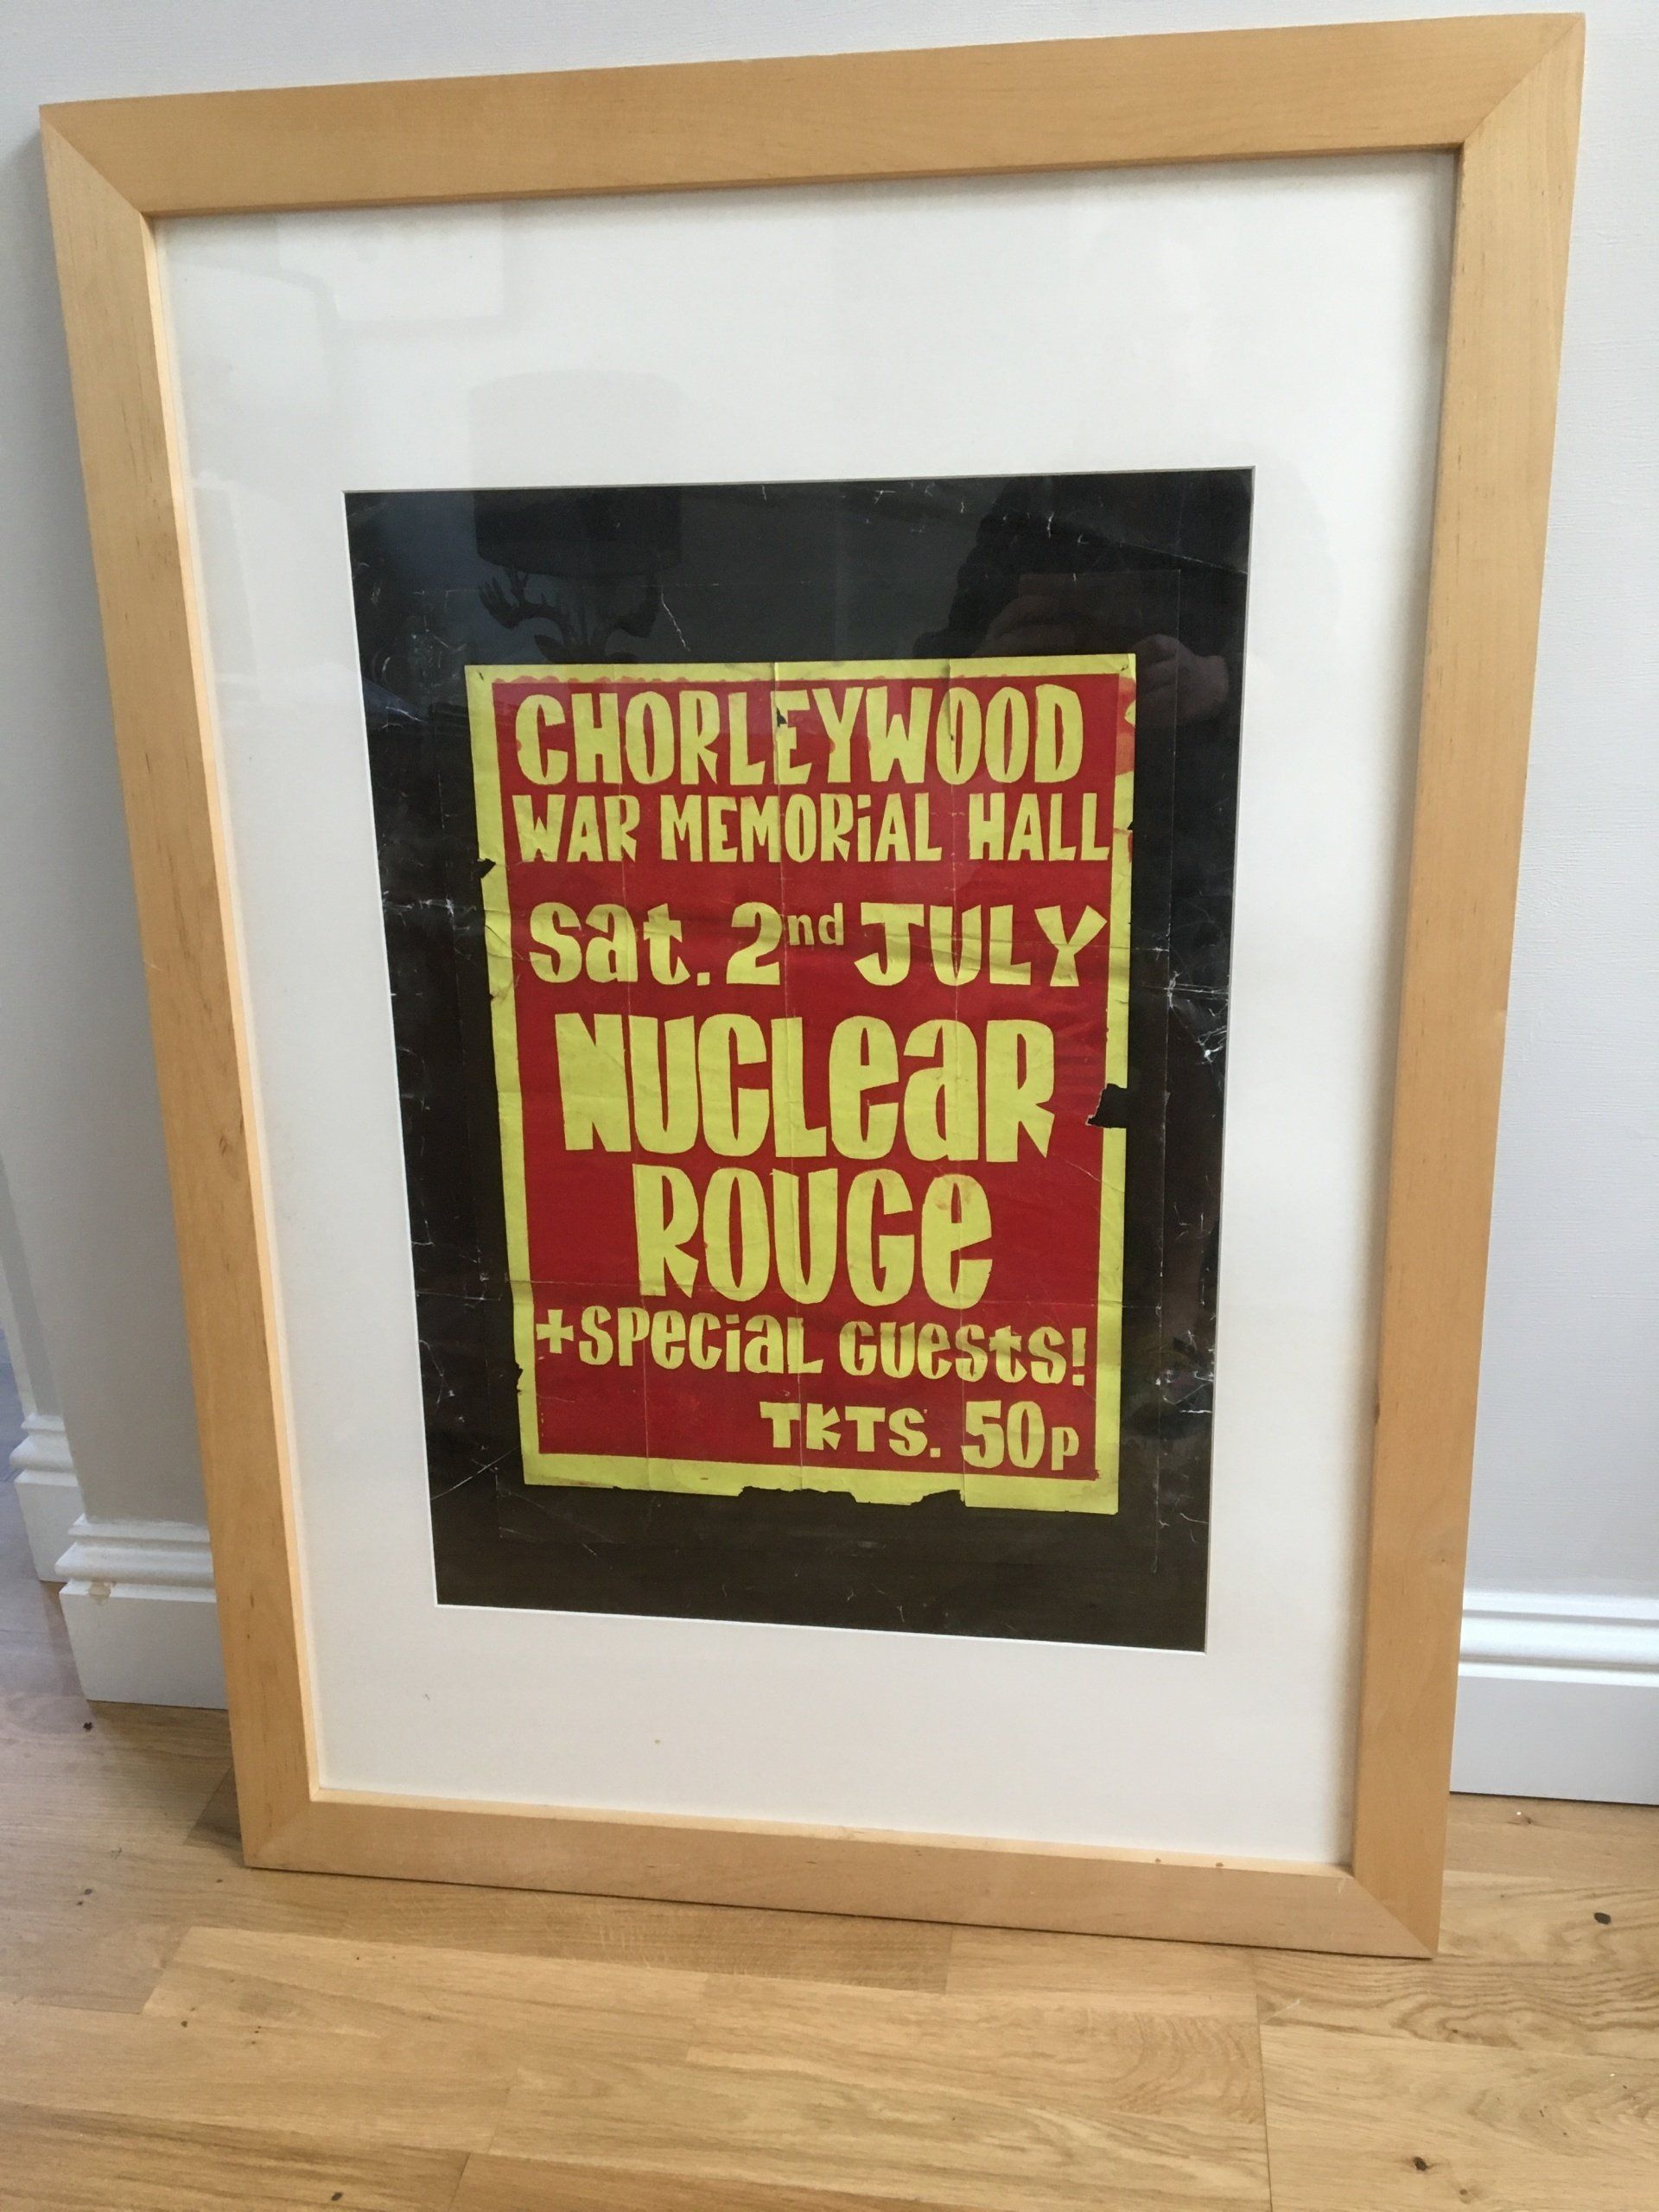 CHORLEYWOOD
WAR MEMORiAL HALL
Sat. 2nd JULY
NUCLeaR
ROUGe
+SPeciaL GUeStS!
TKTS. 50p